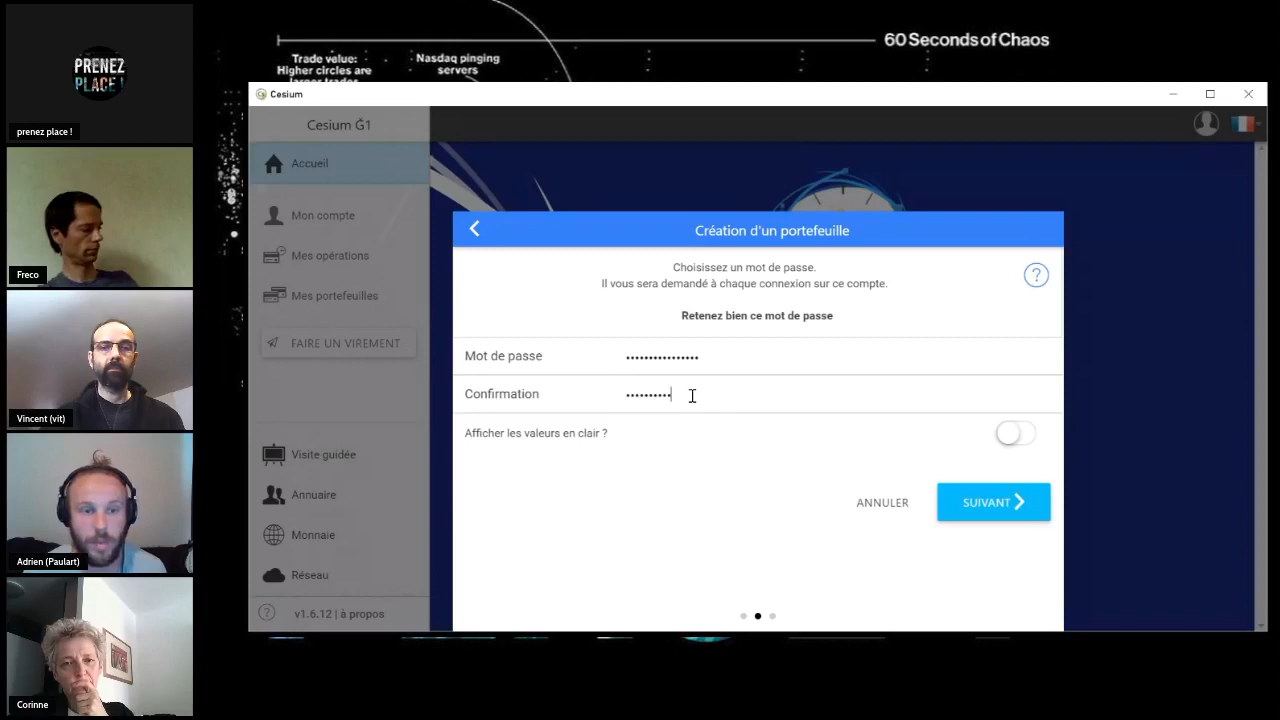 PRENEZ
PLACE !
prenez place !
Freco
Vincent (vit)
Adrien (Paulart)
Corinne
60 Seconds of Chaos
Trade value:
Higher circles are
Nasdaq pinging
servers
Cesium
Cesium Ğ1
Accueil
Mon compte
Mes opérations
Mes portefeuilles
FAIRE UN VIREMENT
Visite guidée
Annuaire
Monnaie
Réseau
v1.6.12 | à propos
Création d'un portefeuille
Choisissez un mot de passe.
Il vous sera demandé à chaque connexion sur ce compte.
Retenez bien ce mot de passe
Mot de passe ••••••••••••••••
Confirmation ••••••••••
Afficher les valeurs en clair ?
ANNULER
SUIVANT